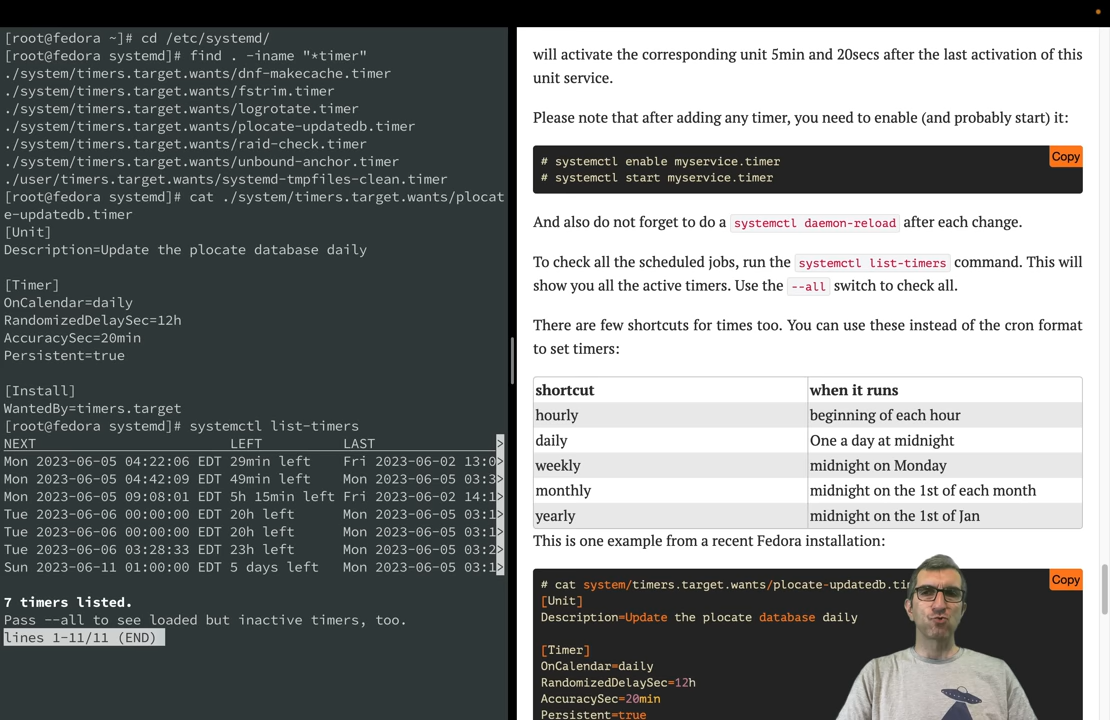 [root@fedora ~]# cd /etc/systemd/
[root@fedora systemd]# find . -iname "*timer"
./system/timers.target.wants/dnf-makecache.timer
./system/timers.target.wants/fstrim.timer
./system/timers.target.wants/logrotate.timer
./system/timers.target.wants/plocate-updatedb.timer
./system/timers.target.wants/raid-check.timer
./system/timers.target.wants/unbound-anchor.timer
./user/timers.target.wants/systemd-tmpfiles-clean.timer
[root@fedora systemd]# cat ./system/timers.target.wants/plocat
e-updatedb.timer
[Unit]
Description=Update the plocate database daily
[Timer]
OnCalendar=daily
RandomizedDelaySec=12h
AccuracySec=20min
Persistent=true
[Install]
WantedBy=timers.target
[root@fedora systemd]# systemctl list-timers
NEXT LEFT LAST >
Mon 2023-06-05 04:22:06 EDT 29min left Fri 2023-06-02 13:0>
Mon 2023-06-05 04:42:09 EDT 49min left Mon 2023-06-05 03:3>
Mon 2023-06-05 09:08:01 EDT 5h 15min left Fri 2023-06-02 14:1>
Tue 2023-06-06 00:00:00 EDT 20h left Mon 2023-06-05 03:1>
Tue 2023-06-06 00:00:00 EDT 20h left Mon 2023-06-05 03:1>
Tue 2023-06-06 03:28:33 EDT 23h left Mon 2023-06-05 03:2>
Sun 2023-06-11 01:00:00 EDT 5 days left Mon 2023-06-05 03:1>
7 timers listed.
Pass --all to see loaded but inactive timers, too.
lines 1-11/11 (END)
will activate the corresponding unit 5min and 20secs after the last activation of this
unit service.
Please note that after adding any timer, you need to enable (and probably start) it:
Copy
# systemctl enable myservice.timer
# systemctl start myservice.timer
And also do not forget to do a systemctl daemon-reload after each change.
To check all the scheduled jobs, run the systemctl list-timers command. This will
show you all the active timers. Use the --all switch to check all.
There are few shortcuts for times too. You can use these instead of the cron format
to set timers:
shortcut when it runs
hourly beginning of each hour
daily One a day at midnight
weekly midnight on Monday
monthly midnight on the 1st of each month
yearly midnight on the 1st of Jan
This is one example from a recent Fedora installation:
Copy
# cat system/timers.target.wants/plocate-updatedb.
[Unit]
Description=Update the plocate database daily
[Timer]
OnCalendar=daily
RandomizedDelaySec=12h
AccuracySec=20min
Persistent=true